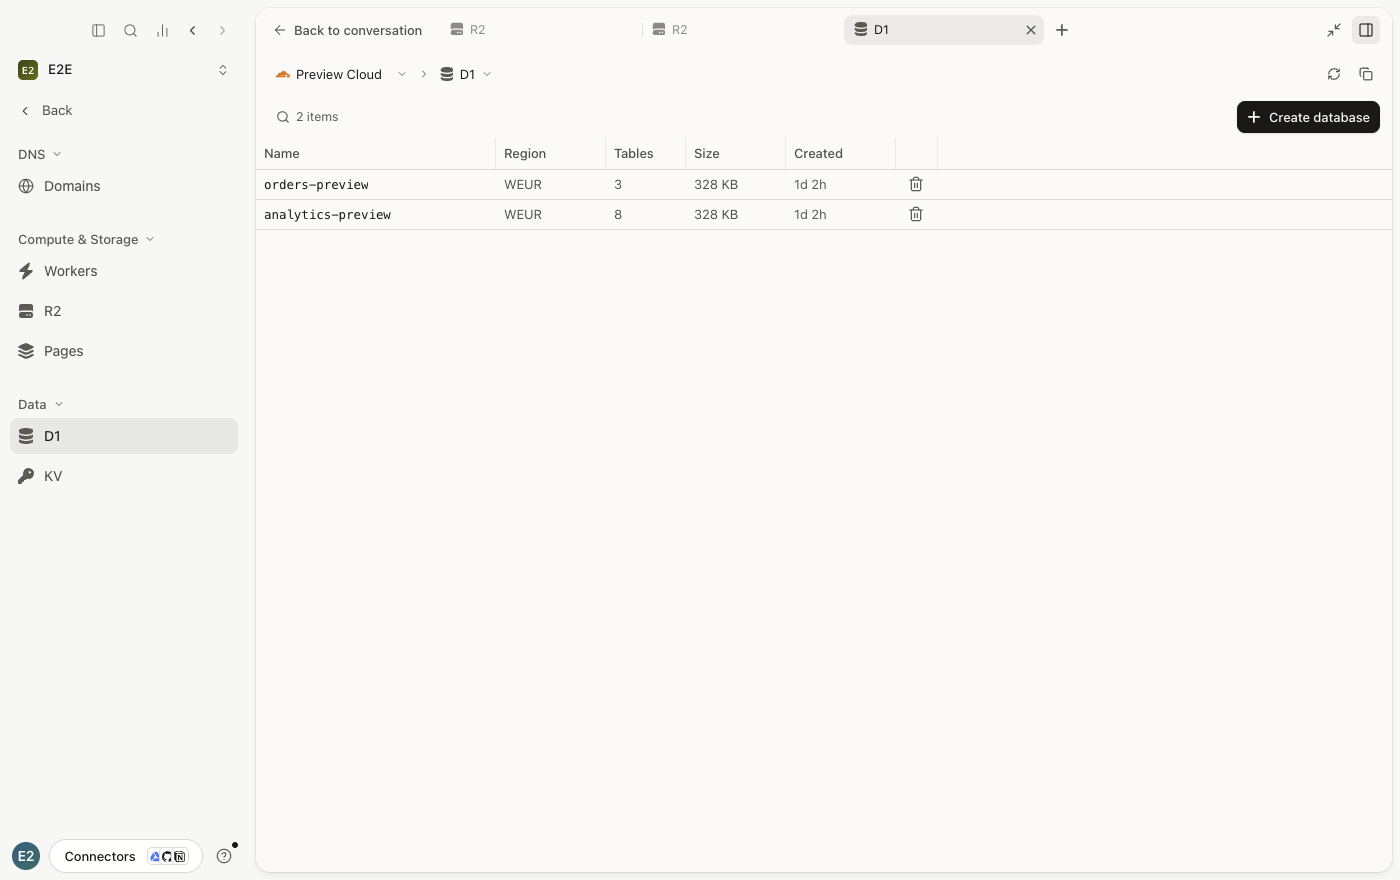 E2 E2E
Back
DNS
Domains
Compute & Storage
Workers
R2
Pages
Data
D1
KV
E2 Connectors
Back to conversation R2 R2 D1
Preview Cloud D1
2 items Create database
Name Region Tables Size Created
orders-preview WEUR 3 328 KB 1d 2h
analytics-preview WEUR 8 328 KB 1d 2h